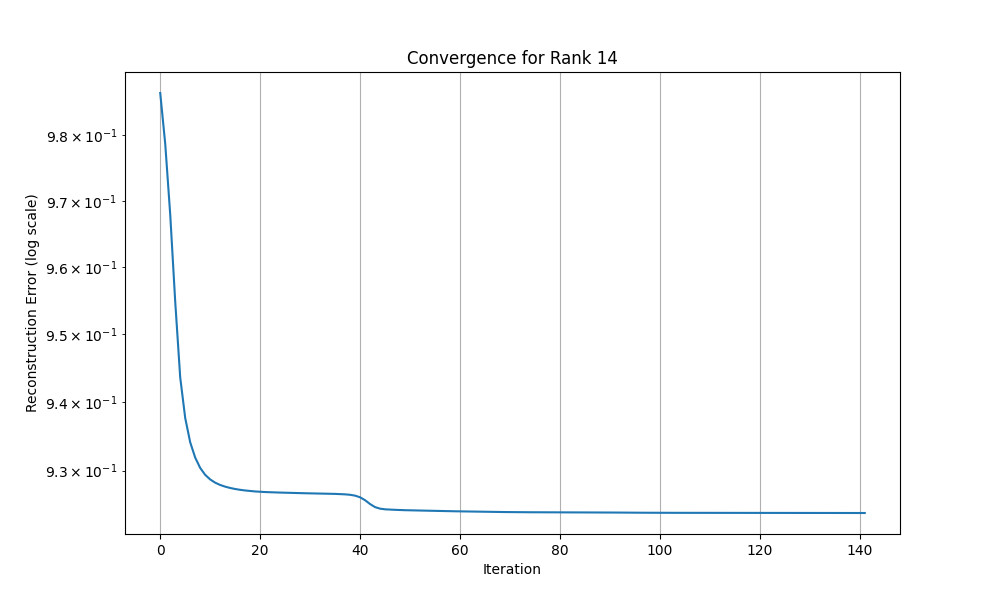 Convergence for Rank 14
Reconstruction Error (log scale)
9.8 × 10⁻¹
9.7 × 10⁻¹
9.6 × 10⁻¹
9.5 × 10⁻¹
9.4 × 10⁻¹
9.3 × 10⁻¹
0 20 40 60 80 100 120 140
Iteration